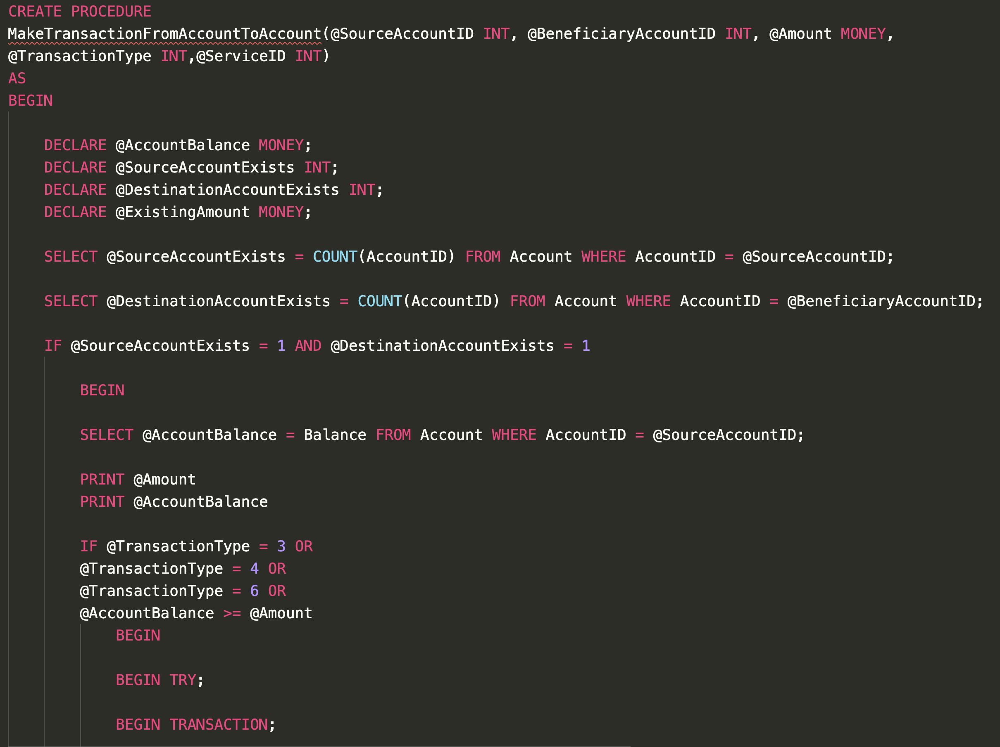 CREATE PROCEDURE
MakeTransactionFromAccountToAccount(@SourceAccountID INT, @BeneficiaryAccountID INT, @Amount MONEY,
@TransactionType INT,@ServiceID INT)
AS
BEGIN
DECLARE @AccountBalance MONEY;
DECLARE @SourceAccountExists INT;
DECLARE @DestinationAccountExists INT;
DECLARE @ExistingAmount MONEY;
SELECT @SourceAccountExists = COUNT(AccountID) FROM Account WHERE AccountID = @SourceAccountID;
SELECT @DestinationAccountExists = COUNT(AccountID) FROM Account WHERE AccountID = @BeneficiaryAccountID;
IF @SourceAccountExists = 1 AND @DestinationAccountExists = 1
BEGIN
SELECT @AccountBalance = Balance FROM Account WHERE AccountID = @SourceAccountID;
PRINT @Amount
PRINT @AccountBalance
IF @TransactionType = 3 OR
@TransactionType = 4 OR
@TransactionType = 6 OR
@AccountBalance >= @Amount
BEGIN
BEGIN TRY;
BEGIN TRANSACTION;